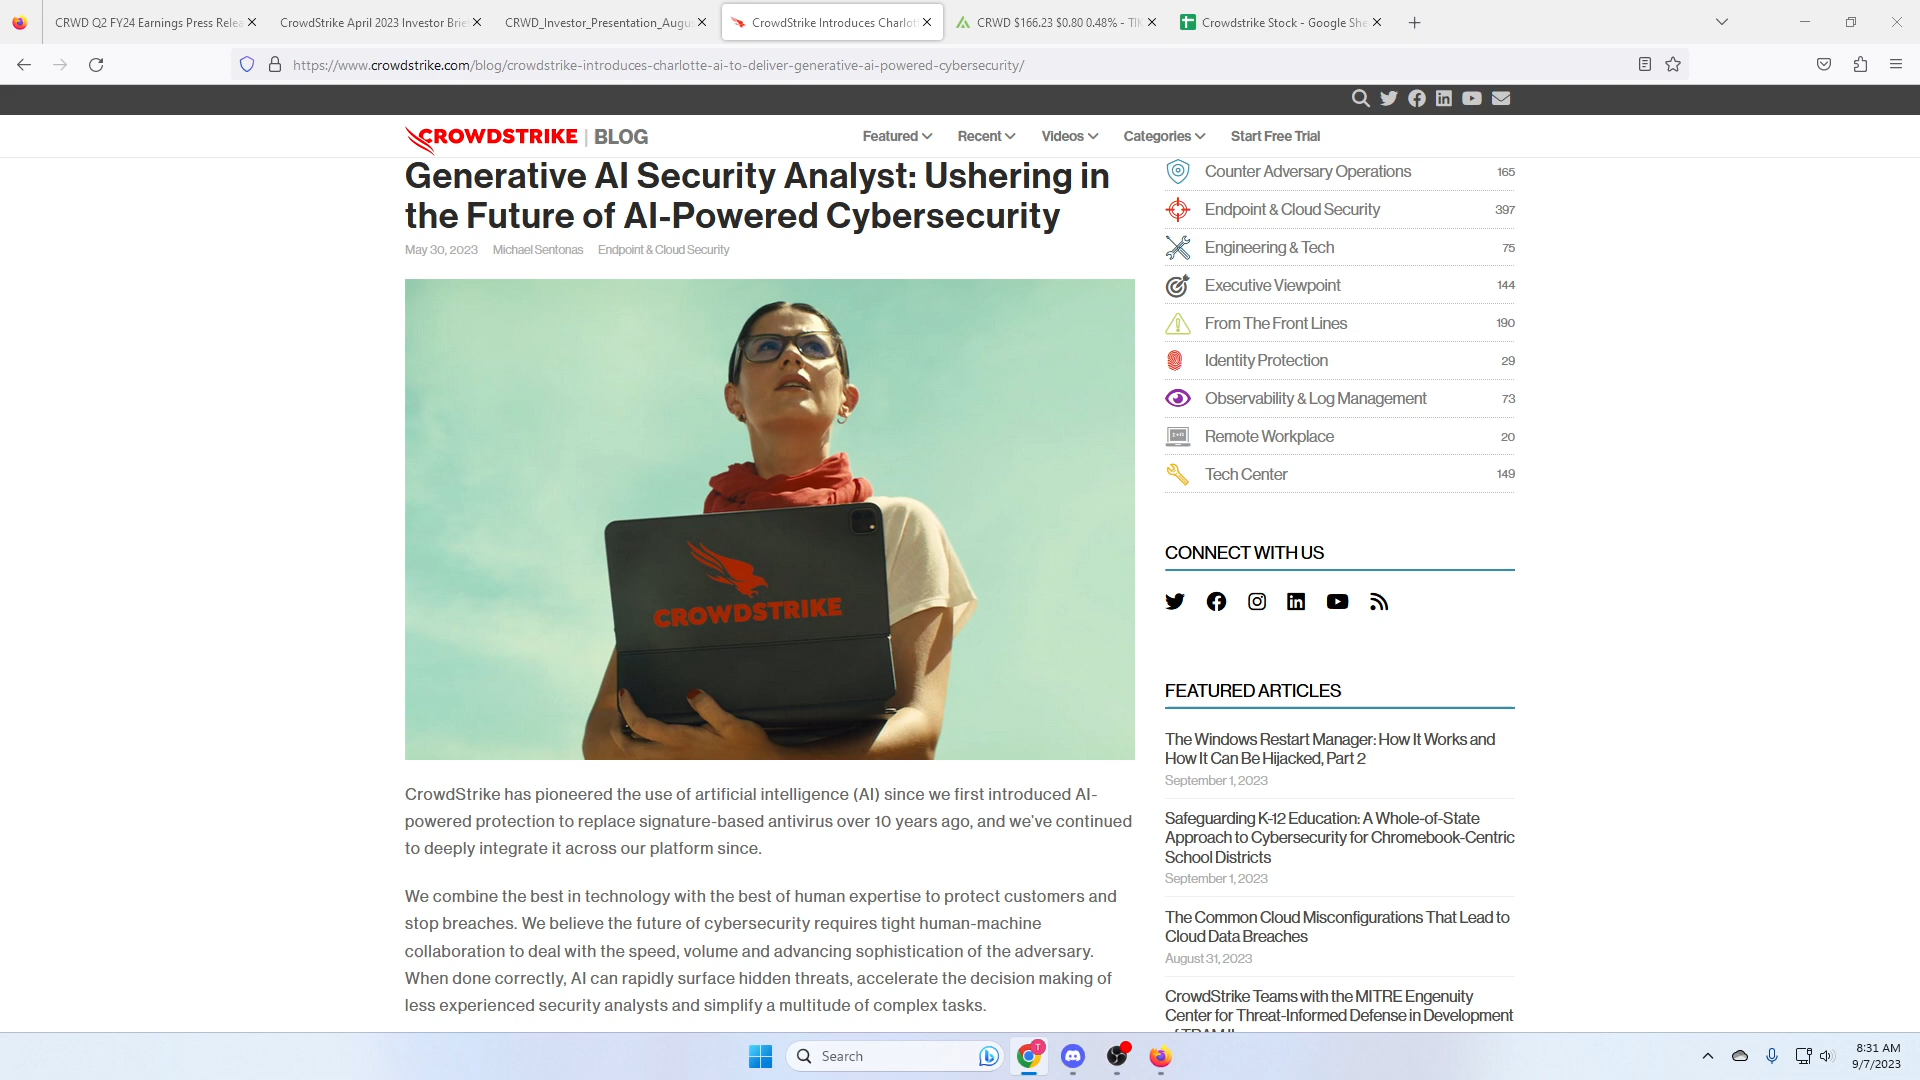 CRWD Q2 FY24 Earnings Press Relea
CrowdStrike April 2023 Investor Brie
CRWD_Investor_Presentation_Augu
CrowdStrike Introduces Charlot
CRWD $166.23 $0.80 0.48% - TI
Crowdstrike Stock - Google She
https://www.crowdstrike.com/blog/crowdstrike-introduces-charlotte-ai-to-deliver-generative-ai-powered-cybersecurity/
CROWDSTRIKE | BLOG
Featured
Recent
Videos
Categories
Start Free Trial
Generative AI Security Analyst: Ushering in
the Future of AI-Powered Cybersecurity
May 30, 2023 Michael Sentonas Endpoint & Cloud Security
CROWDSTRIKE
CrowdStrike has pioneered the use of artificial intelligence (AI) since we first introduced AI-
powered protection to replace signature-based antivirus over 10 years ago, and we've continued
to deeply integrate it across our platform since.
We combine the best in technology with the best of human expertise to protect customers and
stop breaches. We believe the future of cybersecurity requires tight human-machine
collaboration to deal with the speed, volume and advancing sophistication of the adversary.
When done correctly, AI can rapidly surface hidden threats, accelerate the decision making of
less experienced security analysts and simplify a multitude of complex tasks.
Counter Adversary Operations 165
Endpoint & Cloud Security 397
Engineering & Tech 75
Executive Viewpoint 144
From The Front Lines 190
Identity Protection 29
Observability & Log Management 73
Remote Workplace 20
Tech Center 149
CONNECT WITH US
FEATURED ARTICLES
The Windows Restart Manager: How It Works and
How It Can Be Hijacked, Part 2
September 1, 2023
Safeguarding K-12 Education: A Whole-of-State
Approach to Cybersecurity for Chromebook-Centric
School Districts
September 1, 2023
The Common Cloud Misconfigurations That Lead to
Cloud Data Breaches
August 31, 2023
CrowdStrike Teams with the MITRE Engenuity
Center for Threat-Informed Defense in Development
Search
T
8:31 AM
9/7/2023